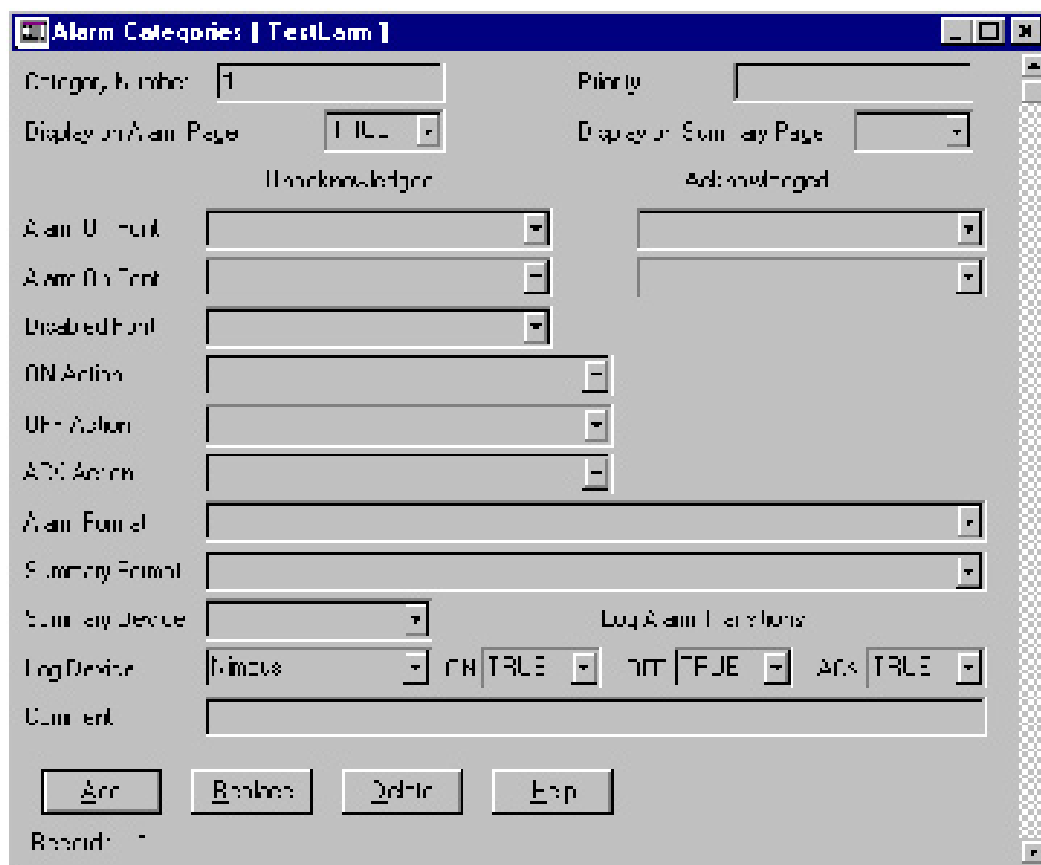 Alarm Categories [ TestLarm ]
Category Number 1 Priority
Display on Alarm Page TRUE Display on Summary Page
Unacknowledged Acknowledged
Alarm Off Font
Alarm On Font
Disabled Font
ON Action
OFF Action
ACK Action
Alarm Format
Summary Format
Summary Device Log Alarm Transitions
Log Device Nimbus ON TRUE OFF TRUE ACK TRUE
Comment
Add Replace Delete Help
Record :